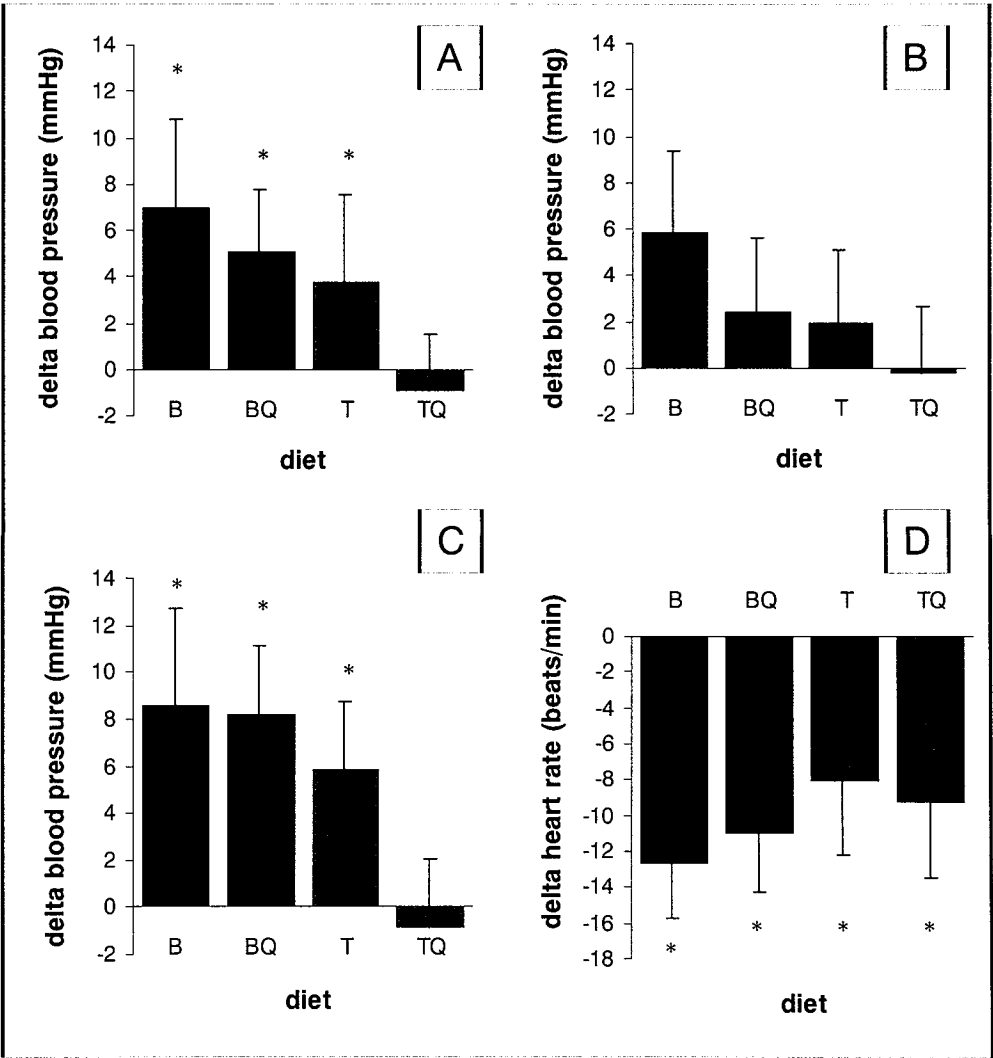 A
delta blood pressure (mmHg)
14
12
10
8
6
4
2
0
-2
*
*
*
B
BQ
T
TQ
diet
B
delta blood pressure (mmHg)
14
12
10
8
6
4
2
0
-2
B
BQ
T
TQ
diet
C
delta blood pressure (mmHg)
14
12
10
8
6
4
2
0
-2
*
*
*
B
BQ
T
TQ
diet
D
delta heart rate (beats/min)
B
BQ
T
TQ
0
-2
-4
-6
-8
-10
-12
-14
-16
-18
*
*
*
*
diet